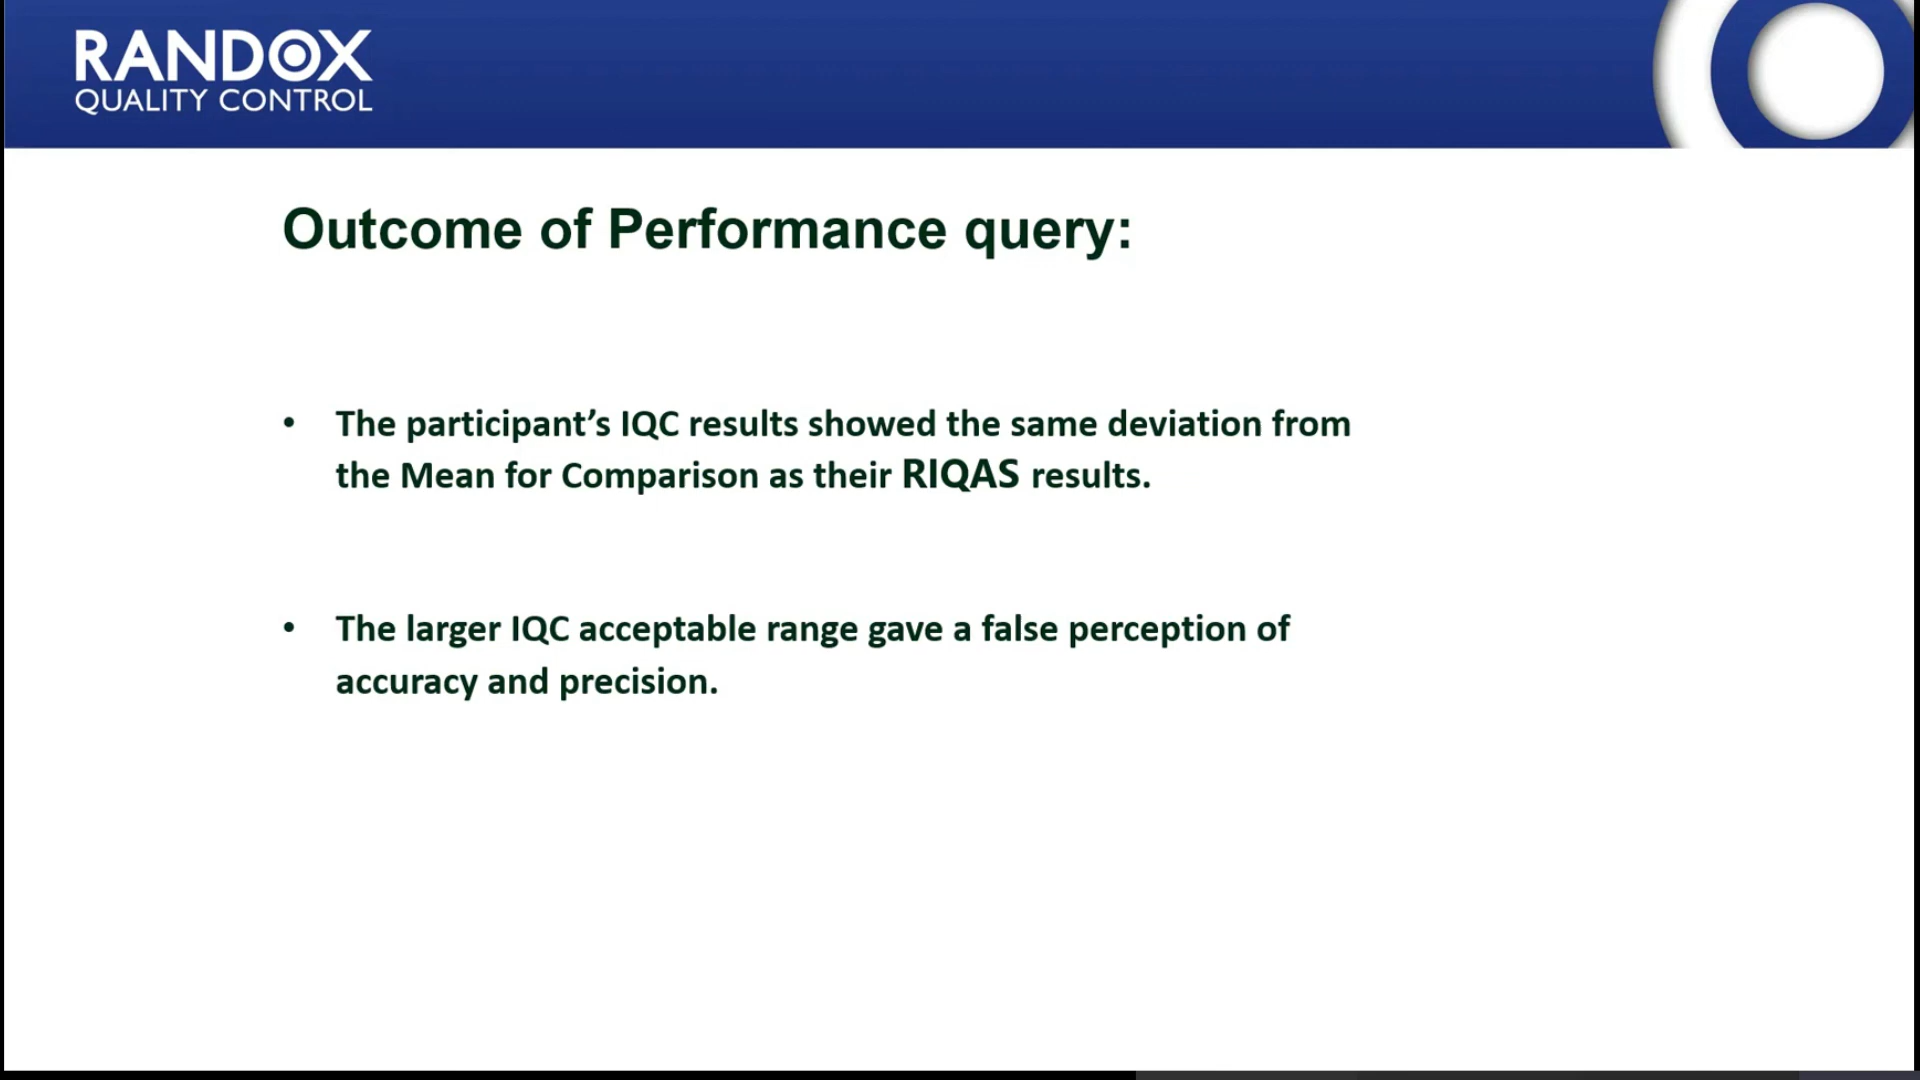 RANDOX
QUALITY CONTROL
Outcome of Performance query:
• The participant’s IQC results showed the same deviation from
the Mean for Comparison as their RIQAS results.
• The larger IQC acceptable range gave a false perception of
accuracy and precision.